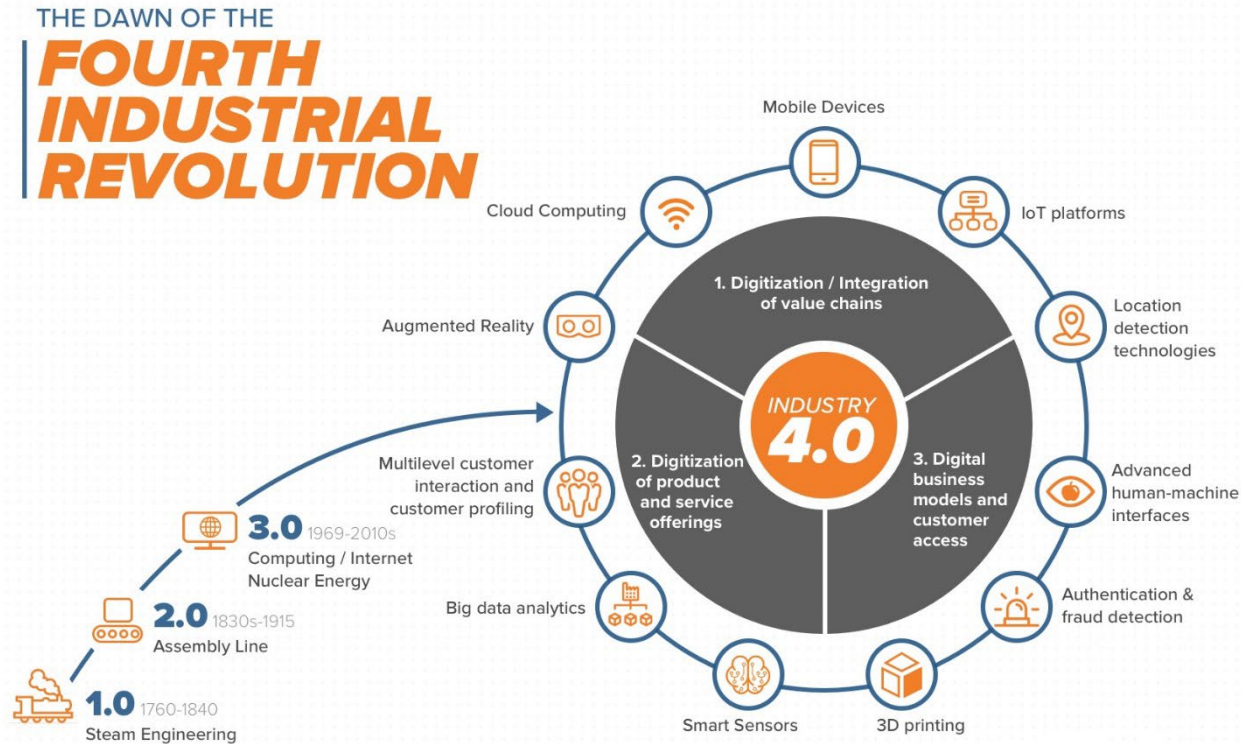 THE DAWN OF THE
FOURTH
INDUSTRIAL
REVOLUTION
Mobile Devices
Cloud Computing
IoT platforms
Augmented Reality
Location
detection
technologies
1. Digitization / Integration
of value chains
INDUSTRY
4.0
2. Digitization
of product
and service
offerings
3. Digital
business
models and
customer
access
Multilevel customer
interaction and
customer profiling
Advanced
human-machine
interfaces
Big data analytics
Authentication &
fraud detection
Smart Sensors
3D printing
3.0 1969-2010s
Computing / Internet
Nuclear Energy
2.0 1830s-1915
Assembly Line
1.0 1760-1840
Steam Engineering